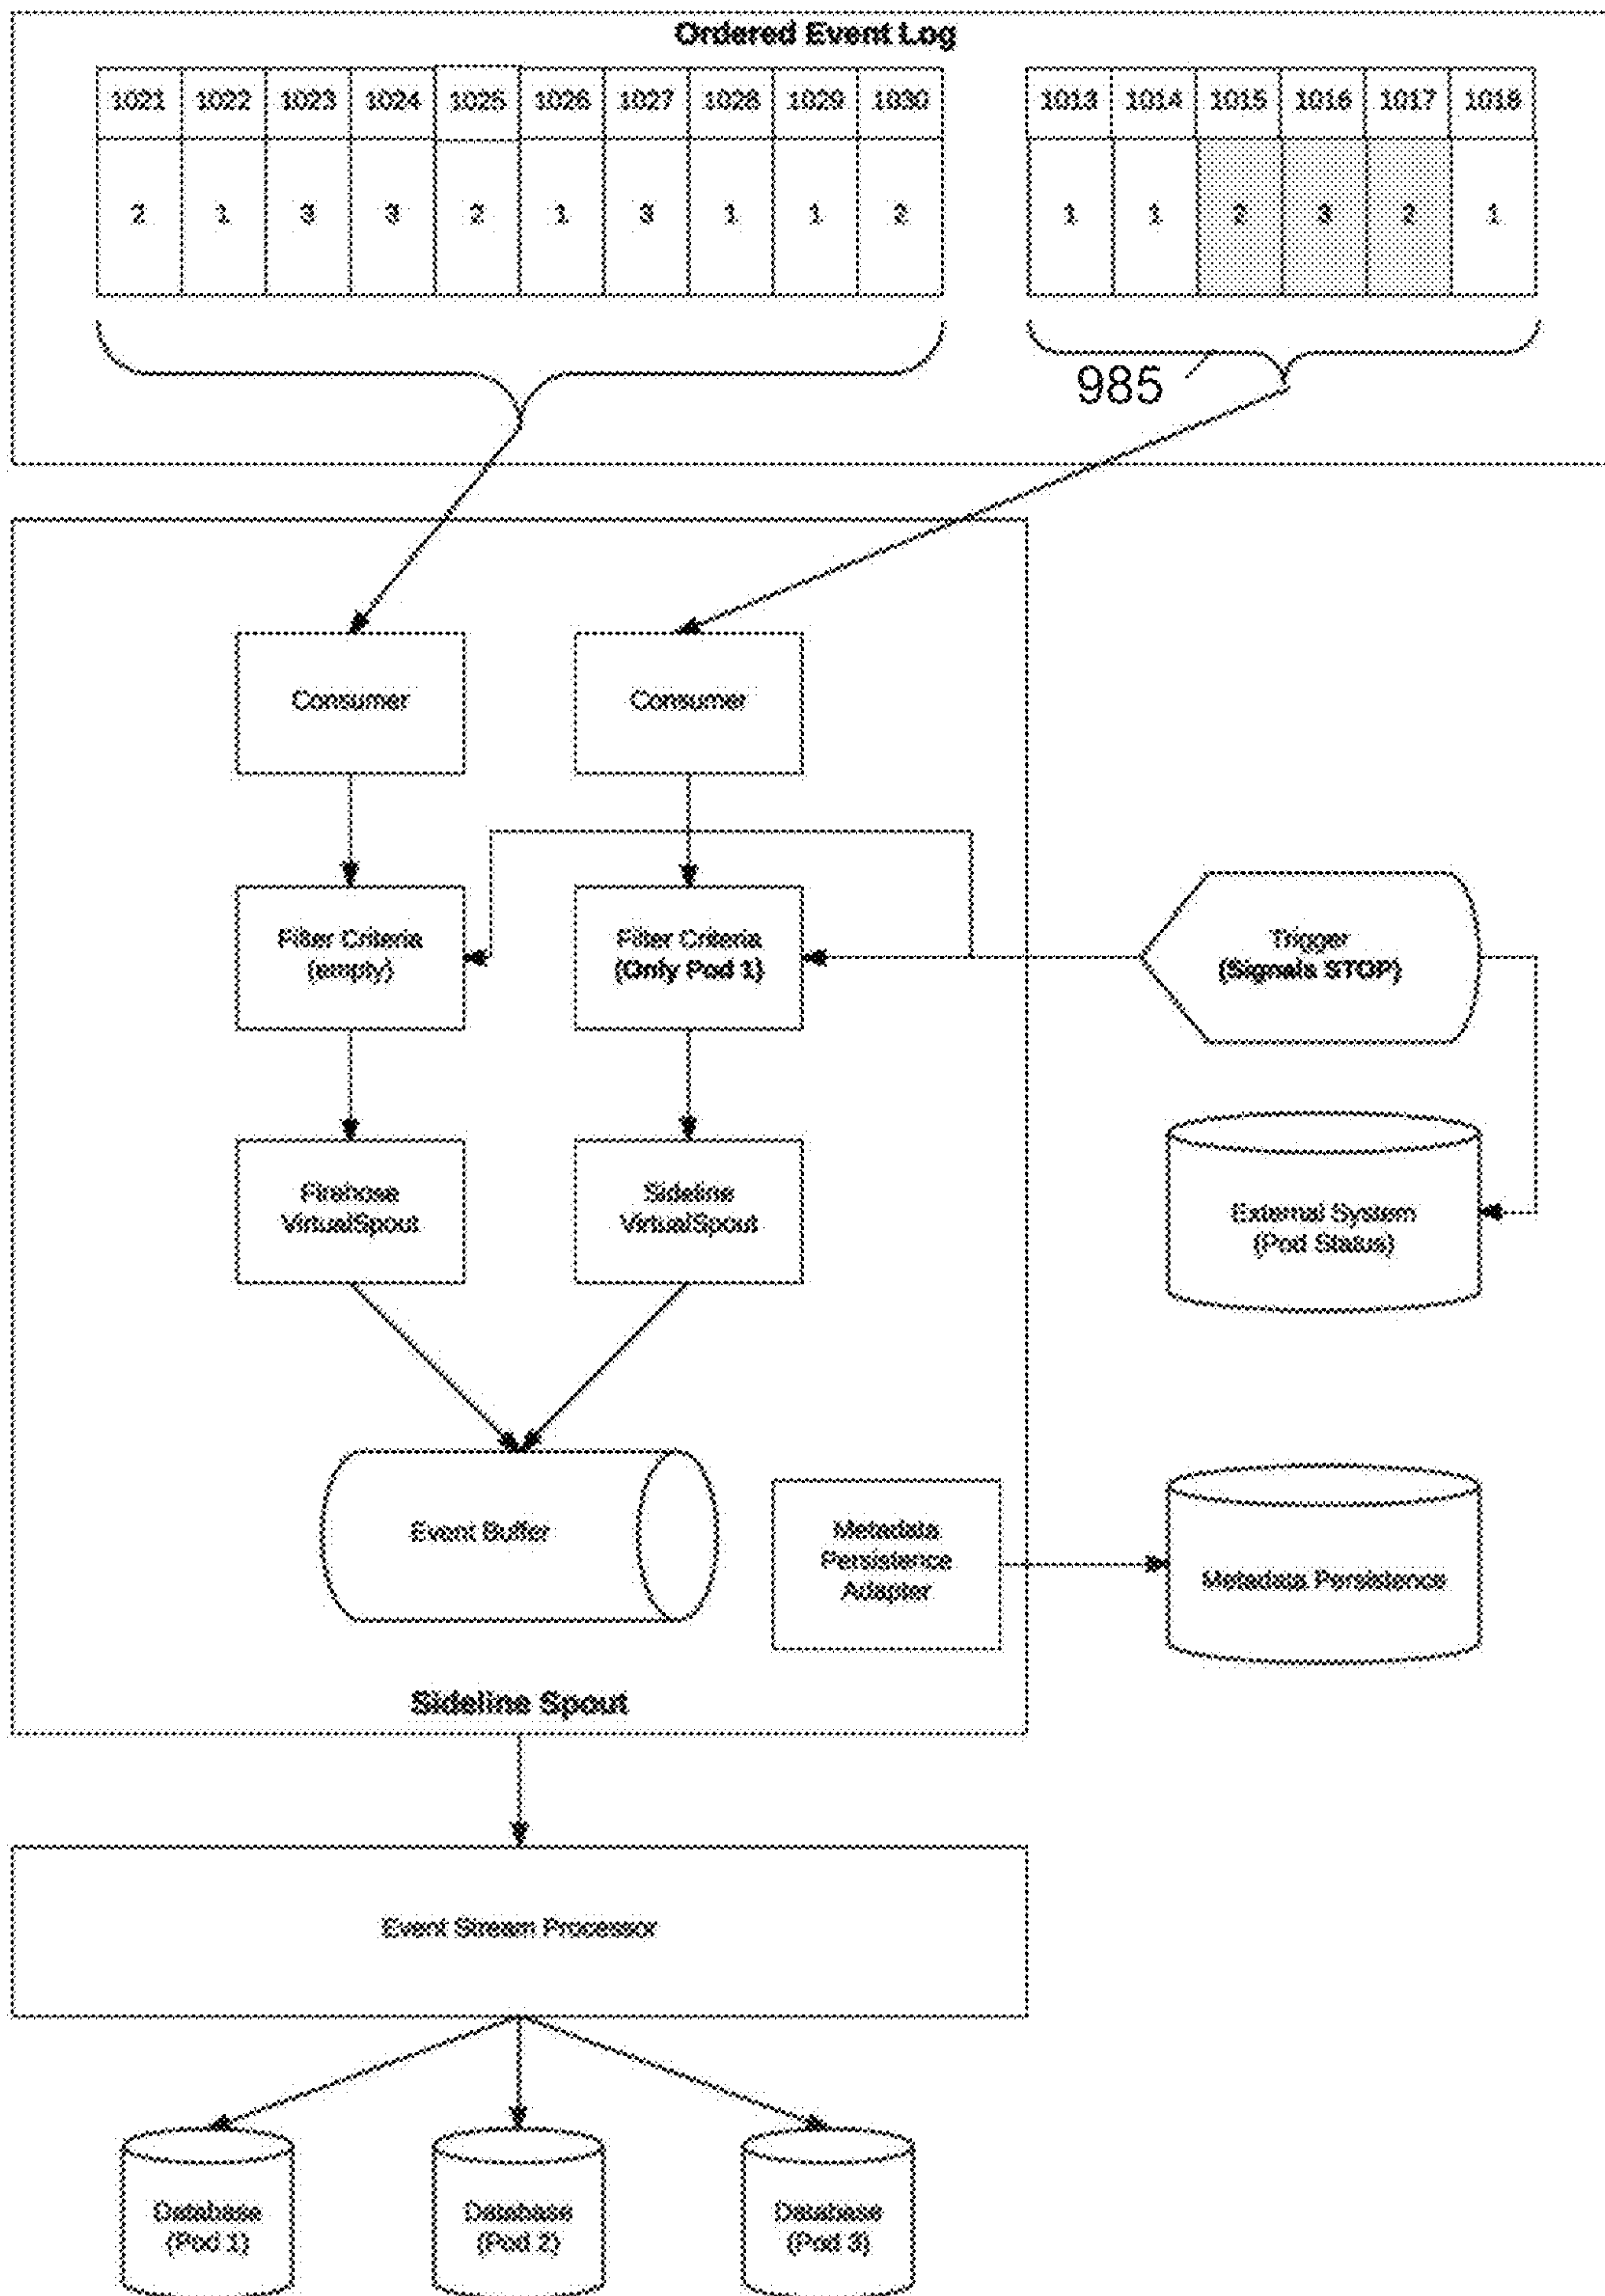 Ordered Event Log
1021 1022 1023 1024 1025 1026 1027 1028 1029 1030
1013 1014 1015 1016 1017 1018
2 1 3 3 2 1 3 1 1 2
1 1 2 3 2 1
985
Consumer
Consumer
Filter Criteria
(empty)
Filter Criteria
(Only Pod 1)
Trigger
(Signals STOP)
Firehose
VirtualSpout
Sideline
VirtualSpout
External System
(Pod Status)
Event Buffer
Metadata
Persistence
Adapter
Metadata Persistence
Sideline Spout
Event Stream Processor
Database
(Pod 1)
Database
(Pod 2)
Database
(Pod 3)